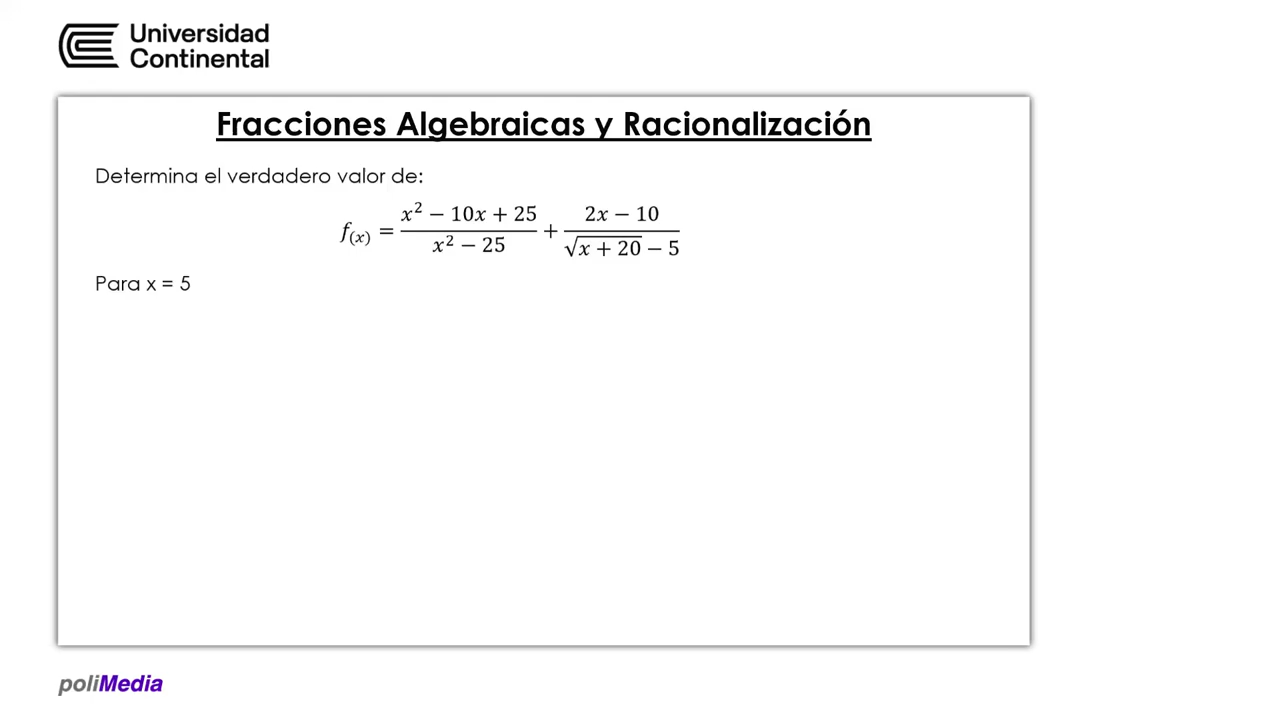 Universidad
Continental
Fracciones Algebraicas y Racionalización
Determina el verdadero valor de:
f₍ₓ₎ = (x² − 10x + 25)/(x² − 25) + (2x − 10)/(√(x + 20) − 5)
Para x = 5
poliMedia